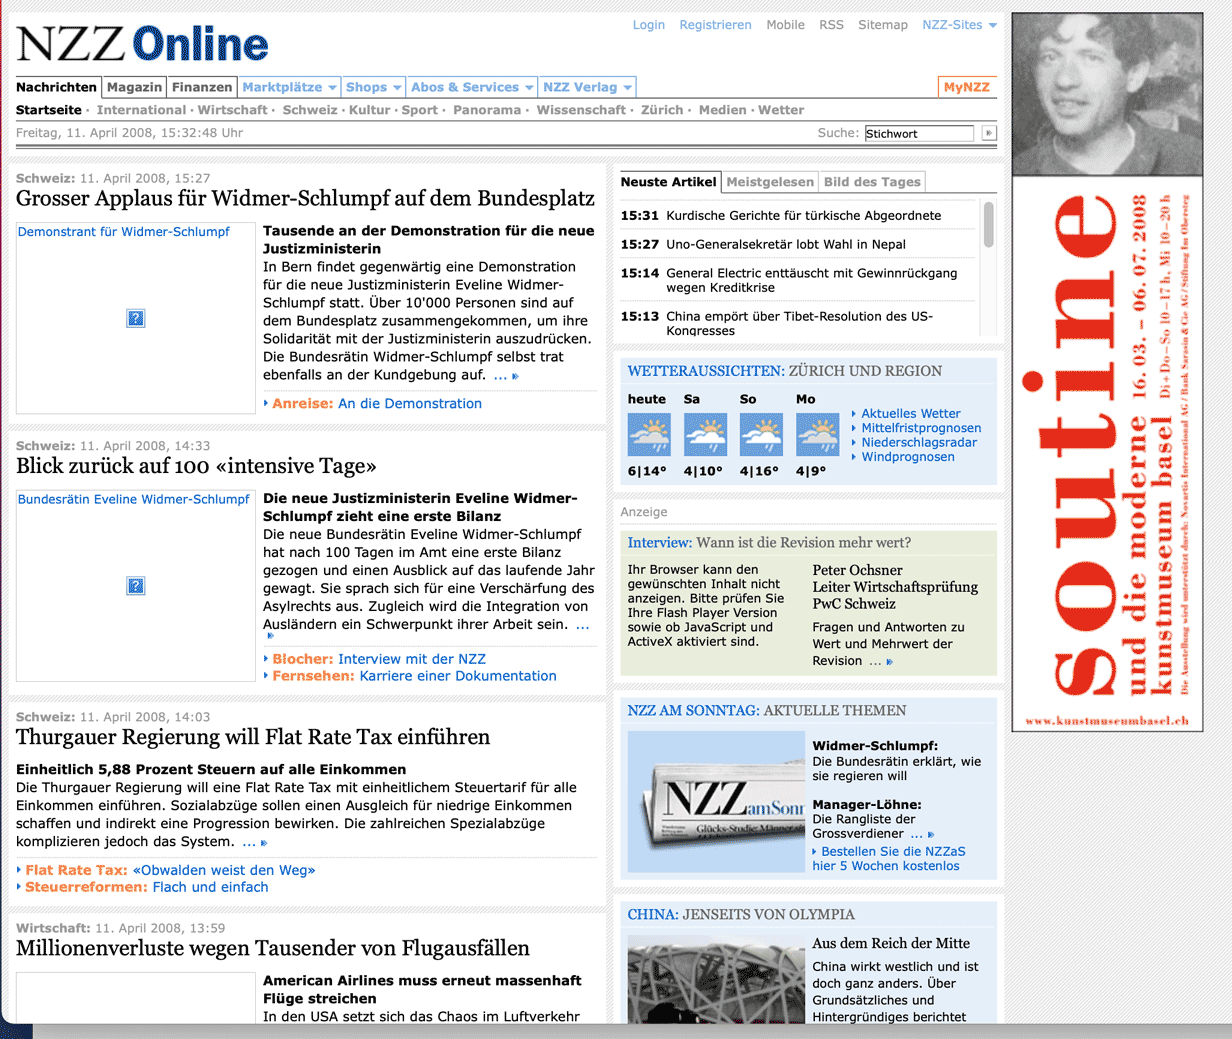 NZZ Online
Login Registrieren Mobile RSS Sitemap NZZ-Sites
Nachrichten Magazin Finanzen Marktplätze Shops Abos & Services NZZ Verlag MyNZZ
Startseite · International · Wirtschaft · Schweiz · Kultur · Sport · Panorama · Wissenschaft · Zürich · Medien · Wetter
Freitag, 11. April 2008, 15:32:48 Uhr
Suche: Stichwort
Schweiz: 11. April 2008, 15:27
Grosser Applaus für Widmer-Schlumpf auf dem Bundesplatz
Demonstrant für Widmer-Schlumpf
Tausende an der Demonstration für die neue
Justizministerin
In Bern findet gegenwärtig eine Demonstration
für die neue Justizministerin Eveline Widmer-
Schlumpf statt. Über 10'000 Personen sind auf
dem Bundesplatz zusammengekommen, um ihre
Solidarität mit der Justizministerin auszudrücken.
Die Bundesrätin Widmer-Schlumpf selbst trat
ebenfalls an der Kundgebung auf. ...
Anreise: An die Demonstration
Schweiz: 11. April 2008, 14:33
Blick zurück auf 100 «intensive Tage»
Bundesrätin Eveline Widmer-Schlumpf
Die neue Justizministerin Eveline Widmer-
Schlumpf zieht eine erste Bilanz
Die neue Bundesrätin Eveline Widmer-Schlumpf
hat nach 100 Tagen im Amt eine erste Bilanz
gezogen und einen Ausblick auf das laufende Jahr
gewagt. Sie sprach sich für eine Verschärfung des
Asylrechts aus. Zugleich wird die Integration von
Ausländern ein Schwerpunkt ihrer Arbeit sein. ...
Blocher: Interview mit der NZZ
Fernsehen: Karriere einer Dokumentation
Schweiz: 11. April 2008, 14:03
Thurgauer Regierung will Flat Rate Tax einführen
Einheitlich 5,88 Prozent Steuern auf alle Einkommen
Die Thurgauer Regierung will eine Flat Rate Tax mit einheitlichem Steuertarif für alle
Einkommen einführen. Sozialabzüge sollen einen Ausgleich für niedrige Einkommen
schaffen und indirekt eine Progression bewirken. Die zahlreichen Spezialabzüge
komplizieren jedoch das System. ...
Flat Rate Tax: «Obwalden weist den Weg»
Steuerreformen: Flach und einfach
Wirtschaft: 11. April 2008, 13:59
Millionenverluste wegen Tausender von Flugausfällen
American Airlines muss erneut massenhaft
Flüge streichen
In den USA setzt sich das Chaos im Luftverkehr
Neuste Artikel Meistgelesen Bild des Tages
15:31 Kurdische Gerichte für türkische Abgeordnete
15:27 Uno-Generalsekretär lobt Wahl in Nepal
15:14 General Electric enttäuscht mit Gewinnrückgang
wegen Kreditkrise
15:13 China empört über Tibet-Resolution des US-
Kongresses
WETTERAUSSICHTEN: ZÜRICH UND REGION
heute Sa So Mo
6|14° 4|10° 4|16° 4|9°
Aktuelles Wetter
Mittelfristprognosen
Niederschlagsradar
Windprognosen
Anzeige
Interview: Wann ist die Revision mehr wert?
Ihr Browser kann den
gewünschten Inhalt nicht
anzeigen. Bitte prüfen Sie
Ihre Flash Player Version
sowie ob JavaScript und
ActiveX aktiviert sind.
Peter Ochsner
Leiter Wirtschaftsprüfung
PwC Schweiz
Fragen und Antworten zu
Wert und Mehrwert der
Revision ...
NZZ AM SONNTAG: AKTUELLE THEMEN
NZZ am Sonn
Glücks-Studie: Männer
Widmer-Schlumpf:
Die Bundesrätin erklärt, wie
sie regieren will
Manager-Löhne:
Die Rangliste der
Grossverdiener ...
Bestellen Sie die NZZaS
hier 5 Wochen kostenlos
CHINA: JENSEITS VON OLYMPIA
Aus dem Reich der Mitte
China wirkt westlich und ist
doch ganz anders. Über
Grundsätzliches und
Hintergründiges berichtet
soutine
und die moderne 16. 03. – 06. 07. 2008
kunstmuseum basel Di+Do–So 10–17 h, Mi 10–20 h
Die Ausstellung wird unterstützt durch: Novartis International AG / Bank Sarasin & Cie AG / Stiftung Im Obersteg
www.kunstmuseumbasel.ch